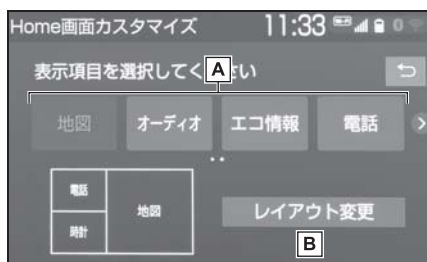 Home画面カスタマイズ 11:33
表示項目を選択してく A さい
地図 オーディオ エコ情報 電話
電話 地図
時計
レイアウト変更
B